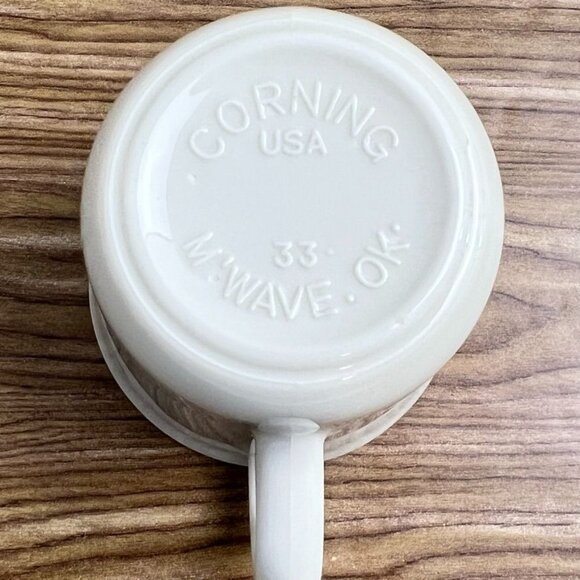 CORNING
USA
33.
M'.WAVE.OK.